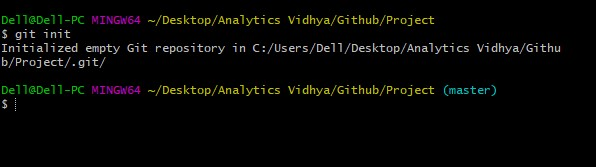 Dell@Dell-PC MINGW64 ~/Desktop/Analytics Vidhya/Github/Project
$ git init
Initialized empty Git repository in C:/Users/Dell/Desktop/Analytics Vidhya/Githu
b/Project/.git/
Dell@Dell-PC MINGW64 ~/Desktop/Analytics Vidhya/Github/Project (master)
$